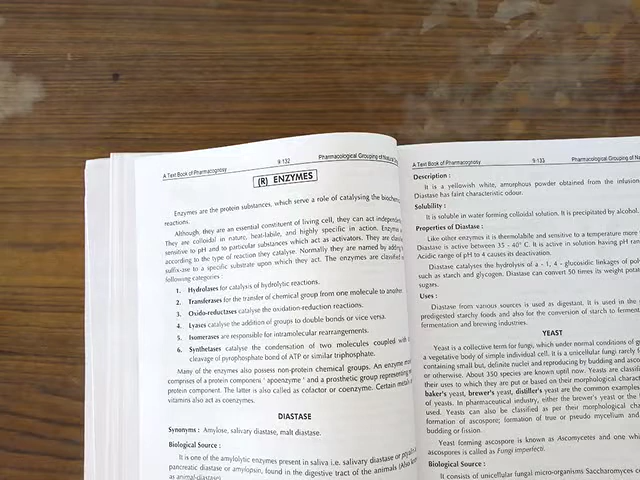 A Text Book of Pharmacognosy 9.132 Pharmacological Grouping of
(R) ENZYMES
Enzymes are the protein substances, which serve a role of catalysing the
reactions.
Although, they are an essential constituent of living cell, they can act
They are colloidal in nature, heat-labile, and highly specific in action. Enzymes
sensitive to pH and to particular substances which act as activators. They are
according to the type of reaction they catalyse. Normally they are named by
suffix-ase to a specific substrate upon which they act. The enzymes are classified
following categories :
1. Hydrolases for catalysis of hydrolytic reactions.
2. Transferases for the transfer of chemical group from one molecule to another.
3. Oxido-reductases catalyse the oxidation-reduction reactions.
4. Lyases catalyse the addition of groups to double bonds or vice versa.
5. Isomerases are responsible for intramolecular rearrangements.
6. Synthetases catalyse the condensation of two molecules coupled with
cleavage of pyrophosphate bond of ATP or similar triphosphate.
Many of the enzymes also possess non-protein chemical groups. An enzyme
comprises of a protein component ' apoenzyme ' and a prosthetic group representing
protein component. The latter is also called as cofactor or coenzyme. Certain
vitamins also act as coenzymes.
DIASTASE
Synonyms : Amylose, salivary diastase, malt diastase.
Biological Source :
It is one of the amylolytic enzymes present in saliva i.e. salivary diastase or
pancreatic diastase or amylopsin, found in the digestive tract of the animals (Also
as animal-diastase)
A Text Book of Pharmacognosy 9-133 Pharmacological Grouping
Description :
It is a yellowish white, amorphous powder obtained from the infusion
Diastase has faint characteristic odour.
Solubility :
It is soluble in water forming colloidal solution. It is precipitated by alcohol.
Properties of Diastase :
Like other enzymes it is thermolabile and sensitive to a temperature more
Diastase is active between 35 - 40° C. It is active in solution having pH
Acidic range of pH to 4 causes its deactivation.
Diastase catalyses the hydrolysis of a - 1, 4 - glucosidic linkages of
such as starch and glycogen. Diastase can convert 50 times its weight
sugars.
Uses :
Diastase from various sources is used as digestant. It is used in the
predigested starchy foods and also for the conversion of starch to
fermentation and brewing industries.
YEAST
Yeast is a collective term for fungi, which under normal conditions of
a vegetative body of simple individual cell. It is a unicellular fungi rarely
containing small but, definite nuclei and reproducing by budding and
or otherwise. About 350 species are known uptil now. Yeasts are
their uses to which they are put or based on their morphological
baker's yeast, brewer's yeast, distiller's yeast are the common examples
of yeasts. In pharmaceutical industry, either the brewer's yeast or the
used. Yeasts can also be classified as per their morphological
formation of ascospore; formation of true or pseudo mycelium and
budding or fission.
Yeast forming ascospore is known as Ascomycetes and one
ascospores is called as Fungi imperfecti.
Biological Source :
It consists of unicellular fungal micro-organisms Saccharomyces